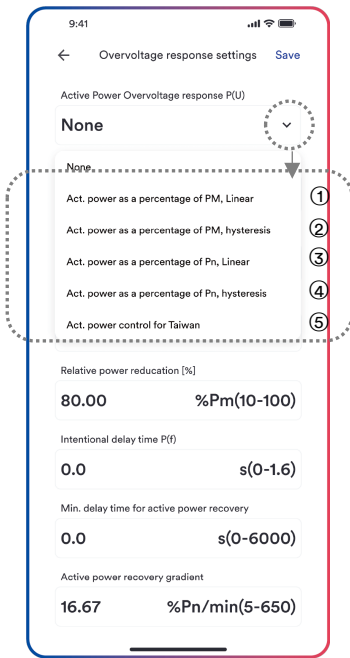 9:41
Overvoltage response settings Save
Active Power Overvoltage response P(U)
None
None
Act. power as a percentage of PM, Linear ①
Act. power as a percentage of PM, hysteresis ②
Act. power as a percentage of Pn, Linear ③
Act. power as a percentage of Pn, hysteresis ④
Act. power control for Taiwan ⑤
Relative power reducation [%]
80.00 %Pm(10-100)
Intentional delay time P(f)
0.0 s(0-1.6)
Min. delay time for active power recovery
0.0 s(0-6000)
Active power recovery gradient
16.67 %Pn/min(5-650)